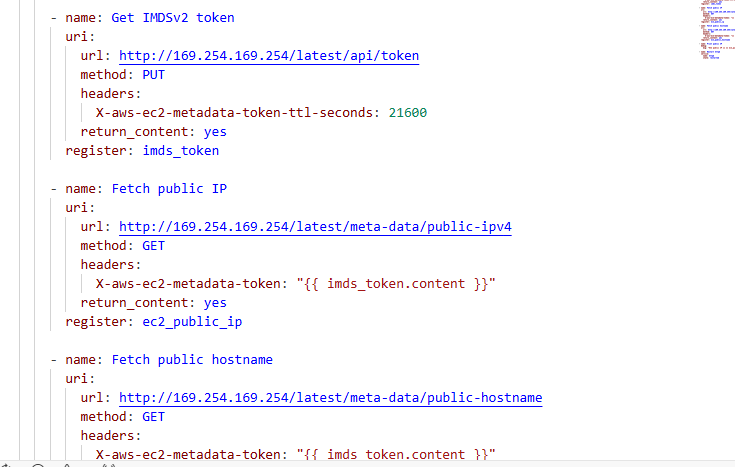 - name: Get IMDSv2 token
uri:
url: http://169.254.169.254/latest/api/token
method: PUT
headers:
X-aws-ec2-metadata-token-ttl-seconds: 21600
return_content: yes
register: imds_token
- name: Fetch public IP
uri:
url: http://169.254.169.254/latest/meta-data/public-ipv4
method: GET
headers:
X-aws-ec2-metadata-token: "{{ imds_token.content }}"
return_content: yes
register: ec2_public_ip
- name: Fetch public hostname
uri:
url: http://169.254.169.254/latest/meta-data/public-hostname
method: GET
headers:
X-aws-ec2-metadata-token: "{{ imds_token.content }}"